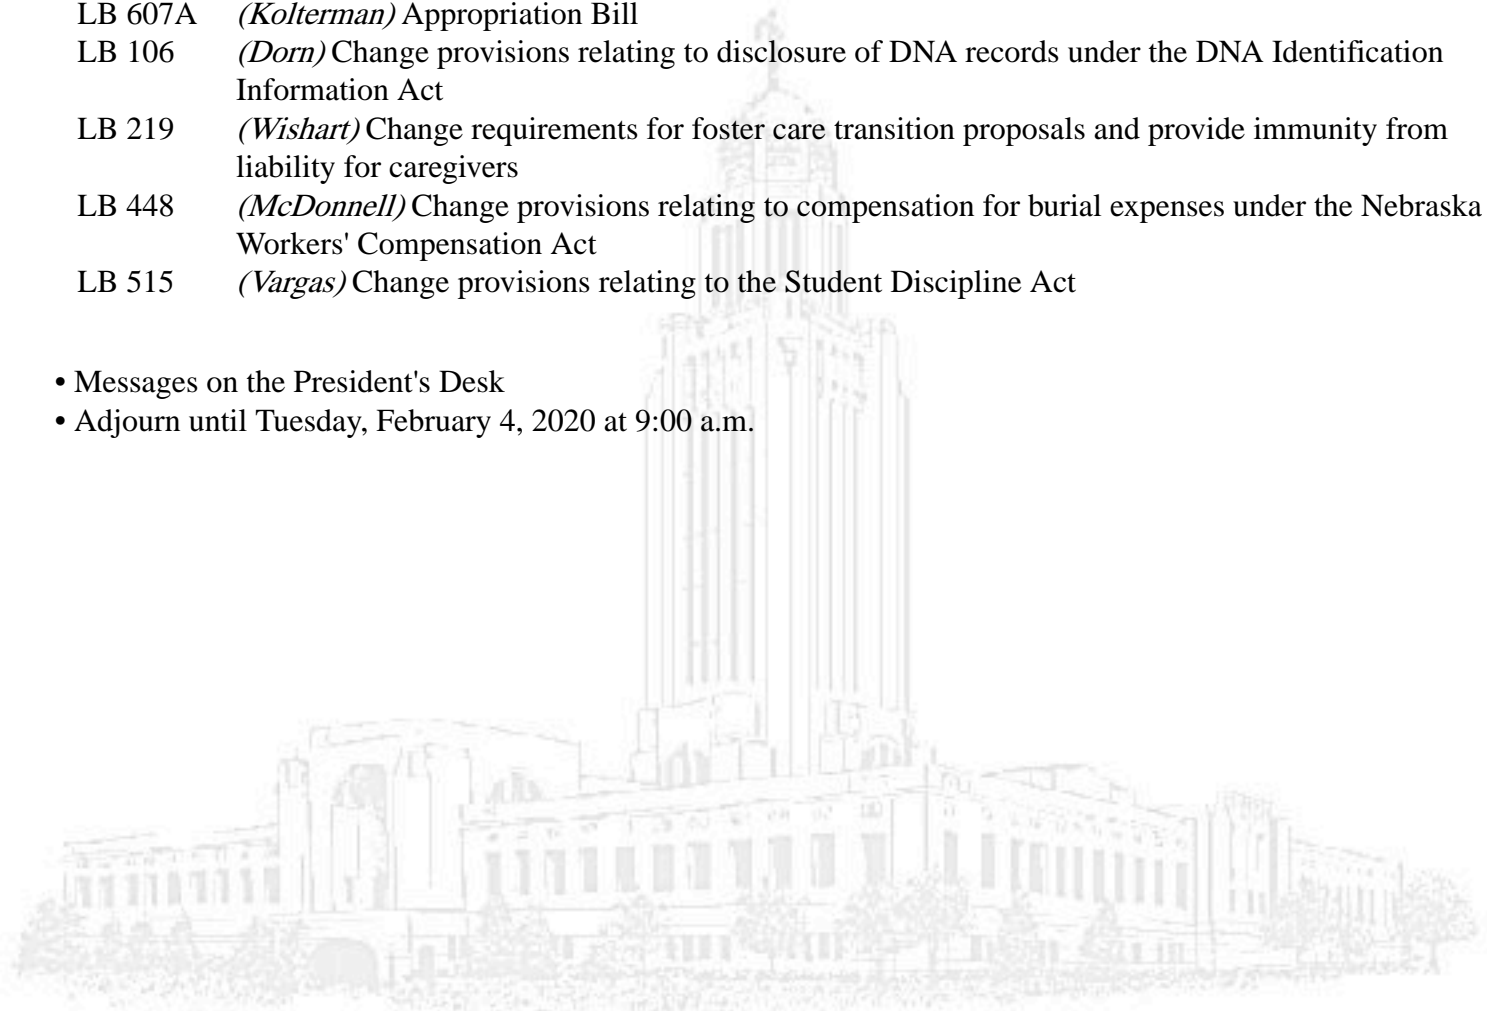 LB 607A (Kolterman) Appropriation Bill
LB 106 (Dorn) Change provisions relating to disclosure of DNA records under the DNA Identification
Information Act
LB 219 (Wishart) Change requirements for foster care transition proposals and provide immunity from
liability for caregivers
LB 448 (McDonnell) Change provisions relating to compensation for burial expenses under the Nebraska
Workers' Compensation Act
LB 515 (Vargas) Change provisions relating to the Student Discipline Act
• Messages on the President's Desk
• Adjourn until Tuesday, February 4, 2020 at 9:00 a.m.